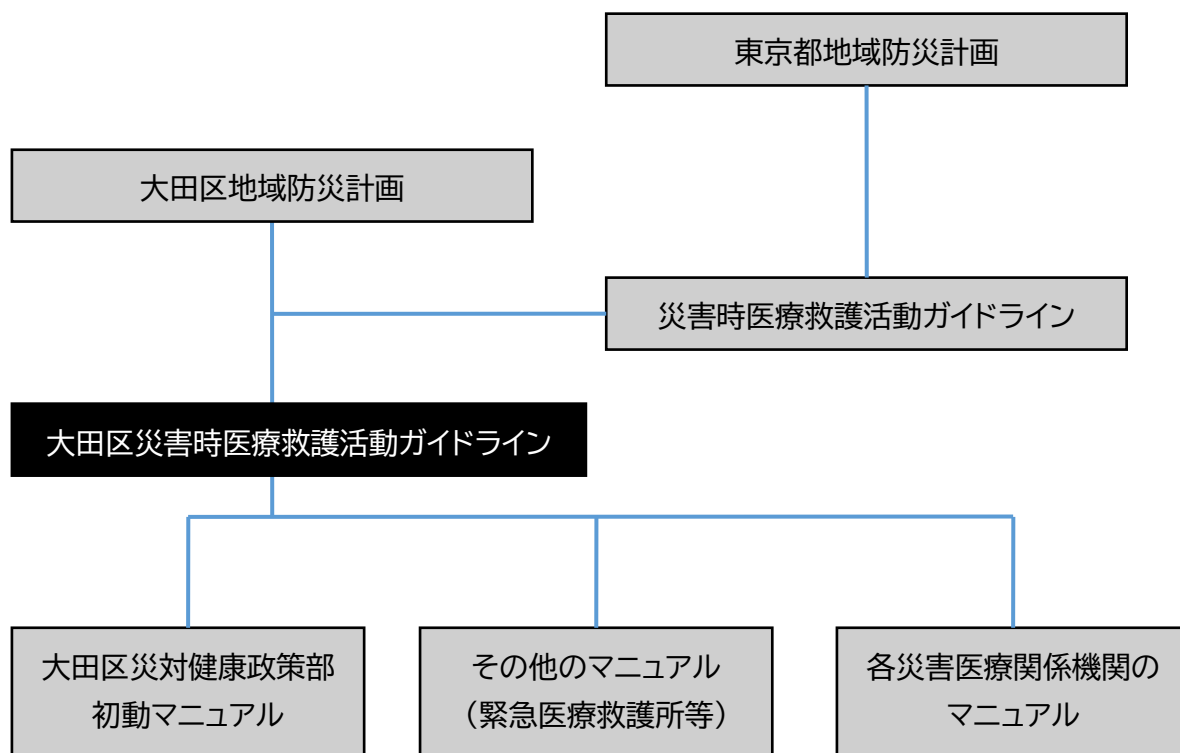 東京都地域防災計画
大田区地域防災計画
災害時医療救護活動ガイドライン
大田区災害時医療救護活動ガイドライン
大田区災対健康政策部
初動マニュアル
その他のマニュアル
（緊急医療救護所等）
各災害医療関係機関の
マニュアル